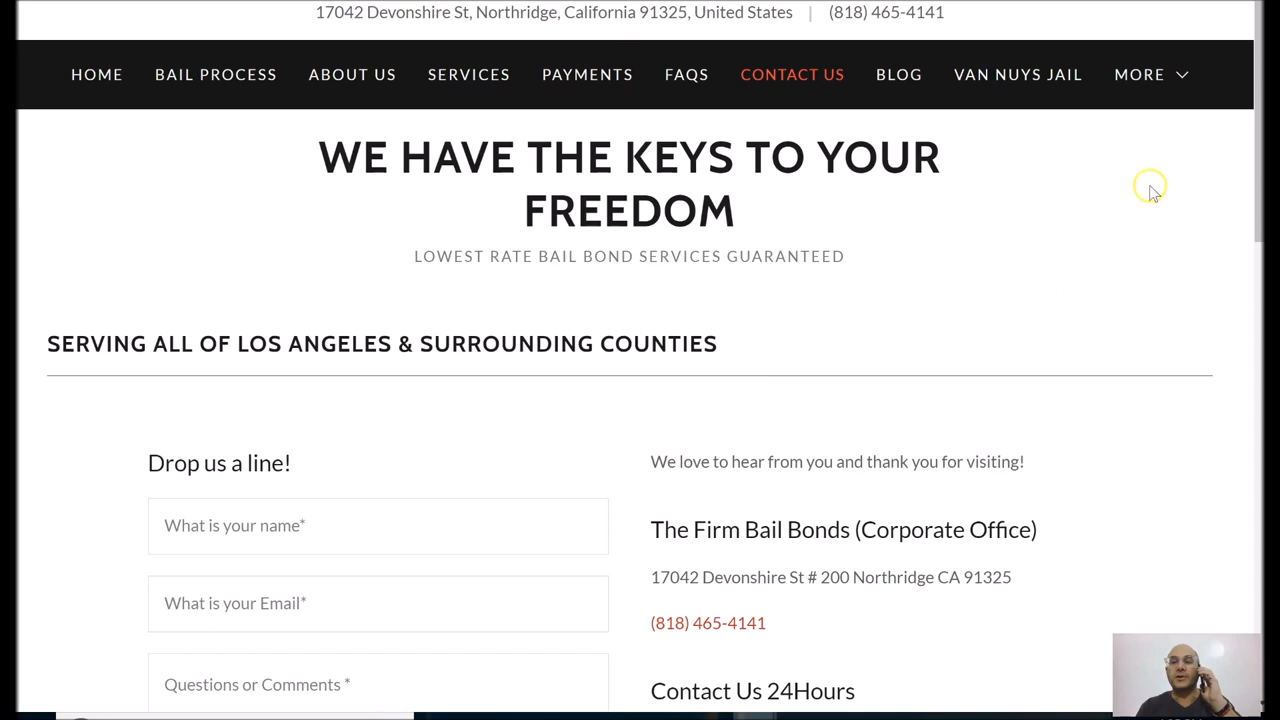 17042 Devonshire St, Northridge, California 91325, United States | (818) 465-4141
HOME BAIL PROCESS ABOUT US SERVICES PAYMENTS FAQS CONTACT US BLOG VAN NUYS JAIL MORE
WE HAVE THE KEYS TO YOUR
FREEDOM
LOWEST RATE BAIL BOND SERVICES GUARANTEED
SERVING ALL OF LOS ANGELES & SURROUNDING COUNTIES
Drop us a line!
What is your name*
What is your Email*
Questions or Comments *
We love to hear from you and thank you for visiting!
The Firm Bail Bonds (Corporate Office)
17042 Devonshire St # 200 Northridge CA 91325
(818) 465-4141
Contact Us 24Hours